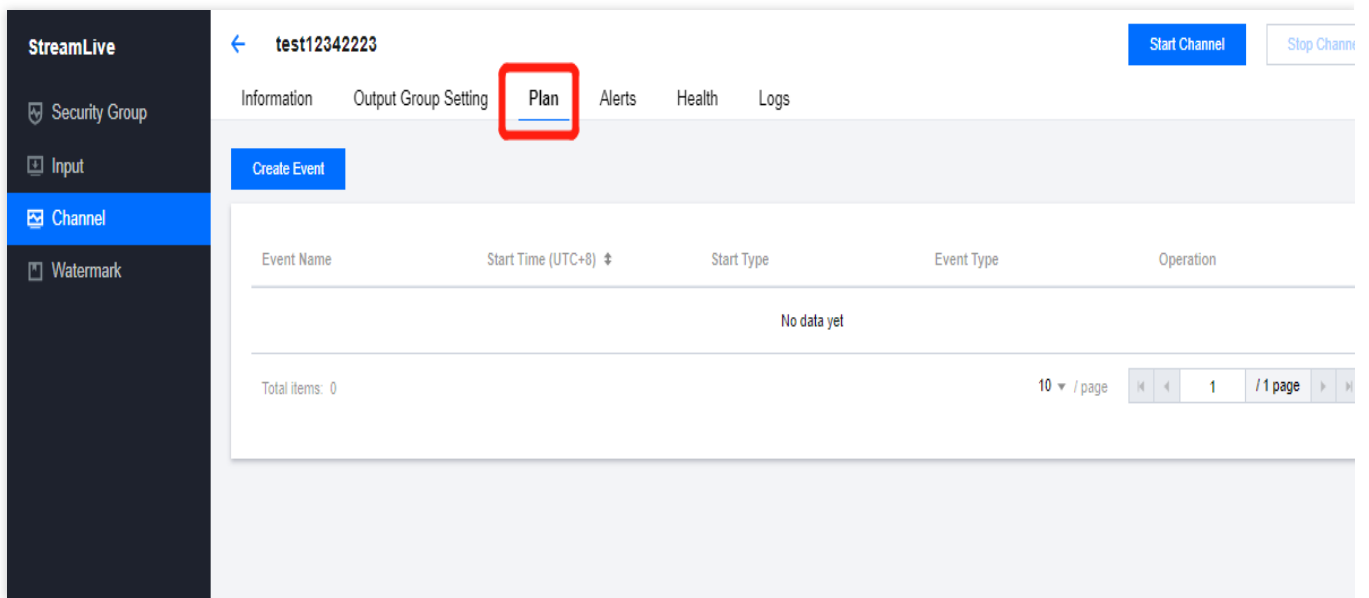 StreamLive
Security Group
Input
Channel
Watermark
test12342223
Start Channel
Stop Channe
Information Output Group Setting Plan Alerts Health Logs
Create Event
Event Name Start Time (UTC+8) Start Type Event Type Operation
No data yet
Total items: 0
10 / page 1 / 1 page